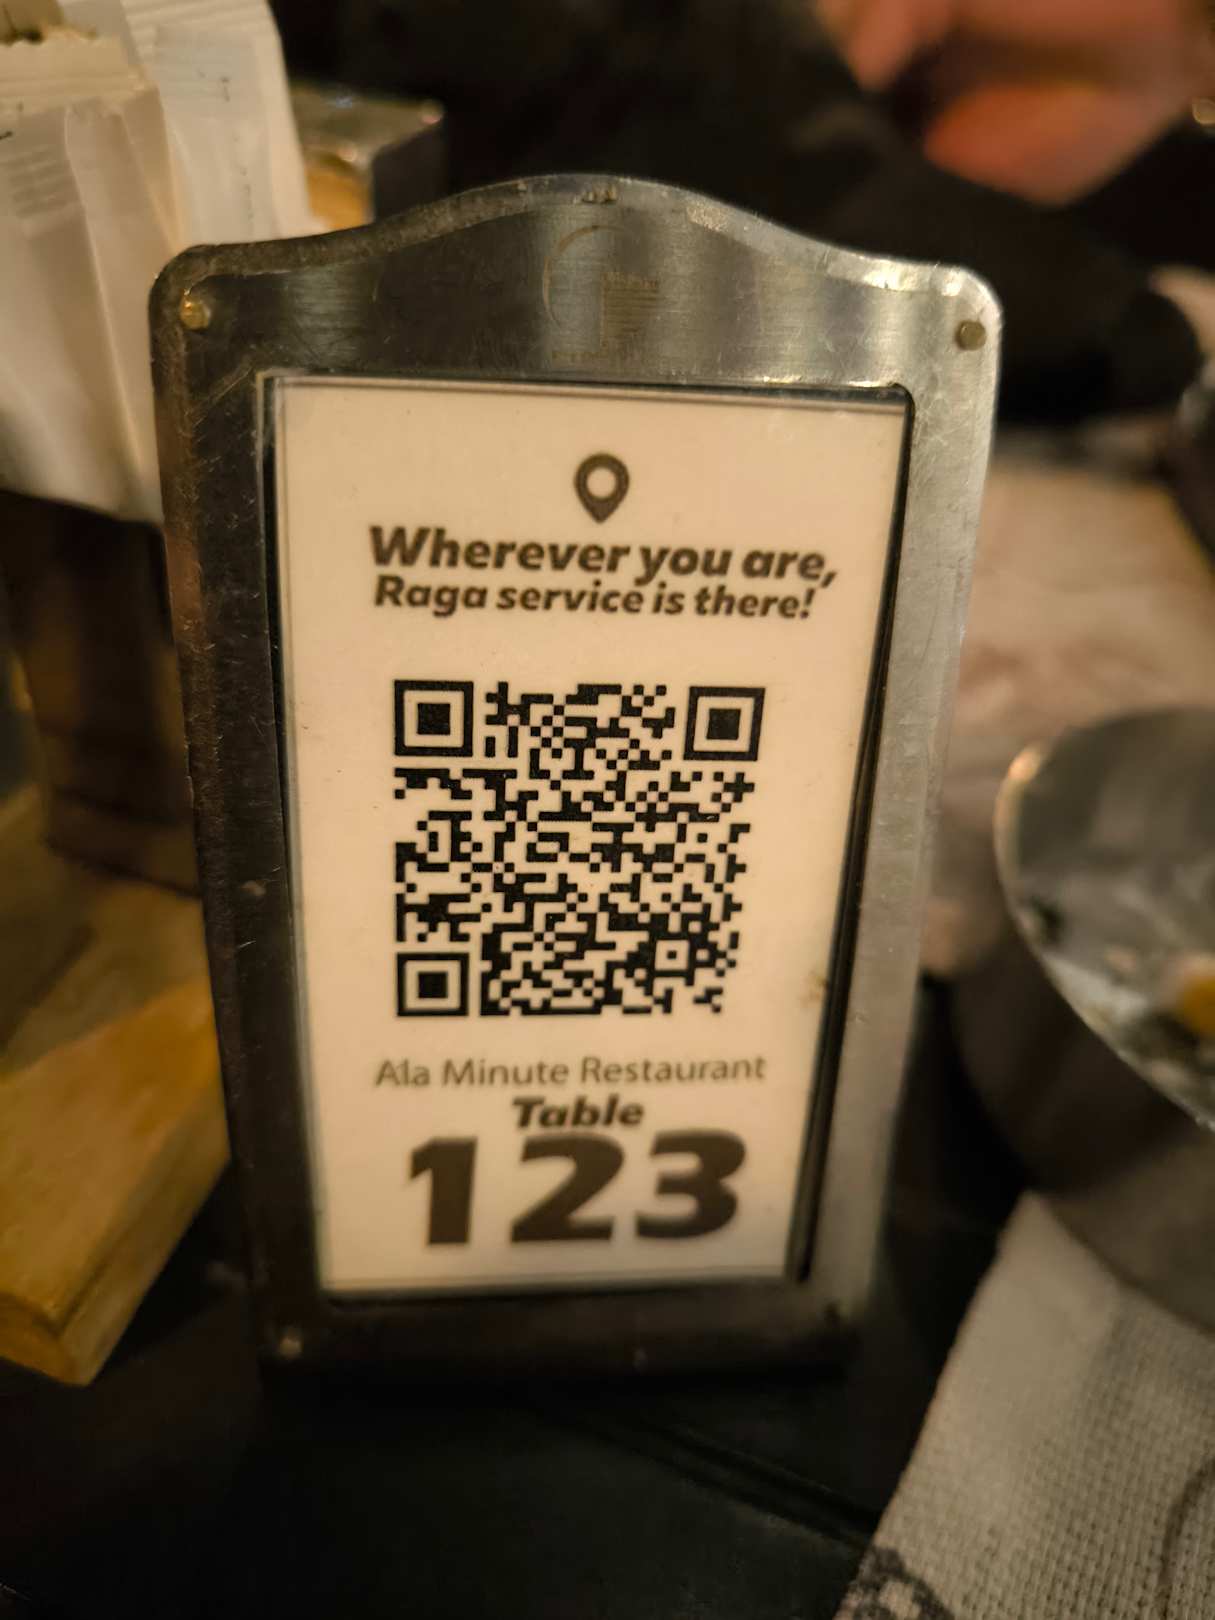 Wherever you are,
Raga service is there!
Ala Minute Restaurant
Table
123